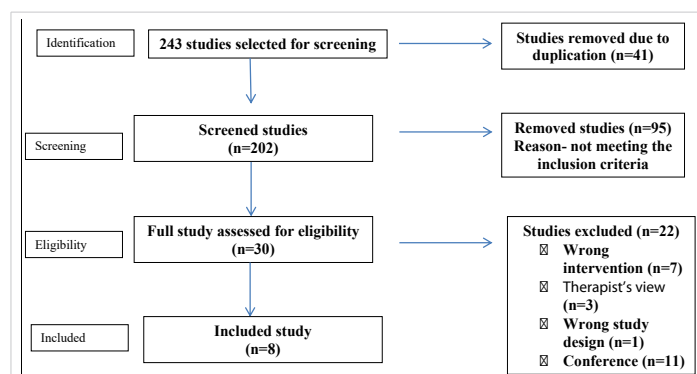 Identification
243 studies selected for screening
Studies removed due to
duplication (n=41)
Screening
Screened studies
(n=202)
Removed studies (n=95)
Reason- not meeting the
inclusion criteria
Eligibility
Full study assessed for eligibility
(n=30)
Studies excluded (n=22)
Wrong
intervention (n=7)
Therapist's view
(n=3)
Wrong study
design (n=1)
Conference (n=11)
Included
Included study
(n=8)